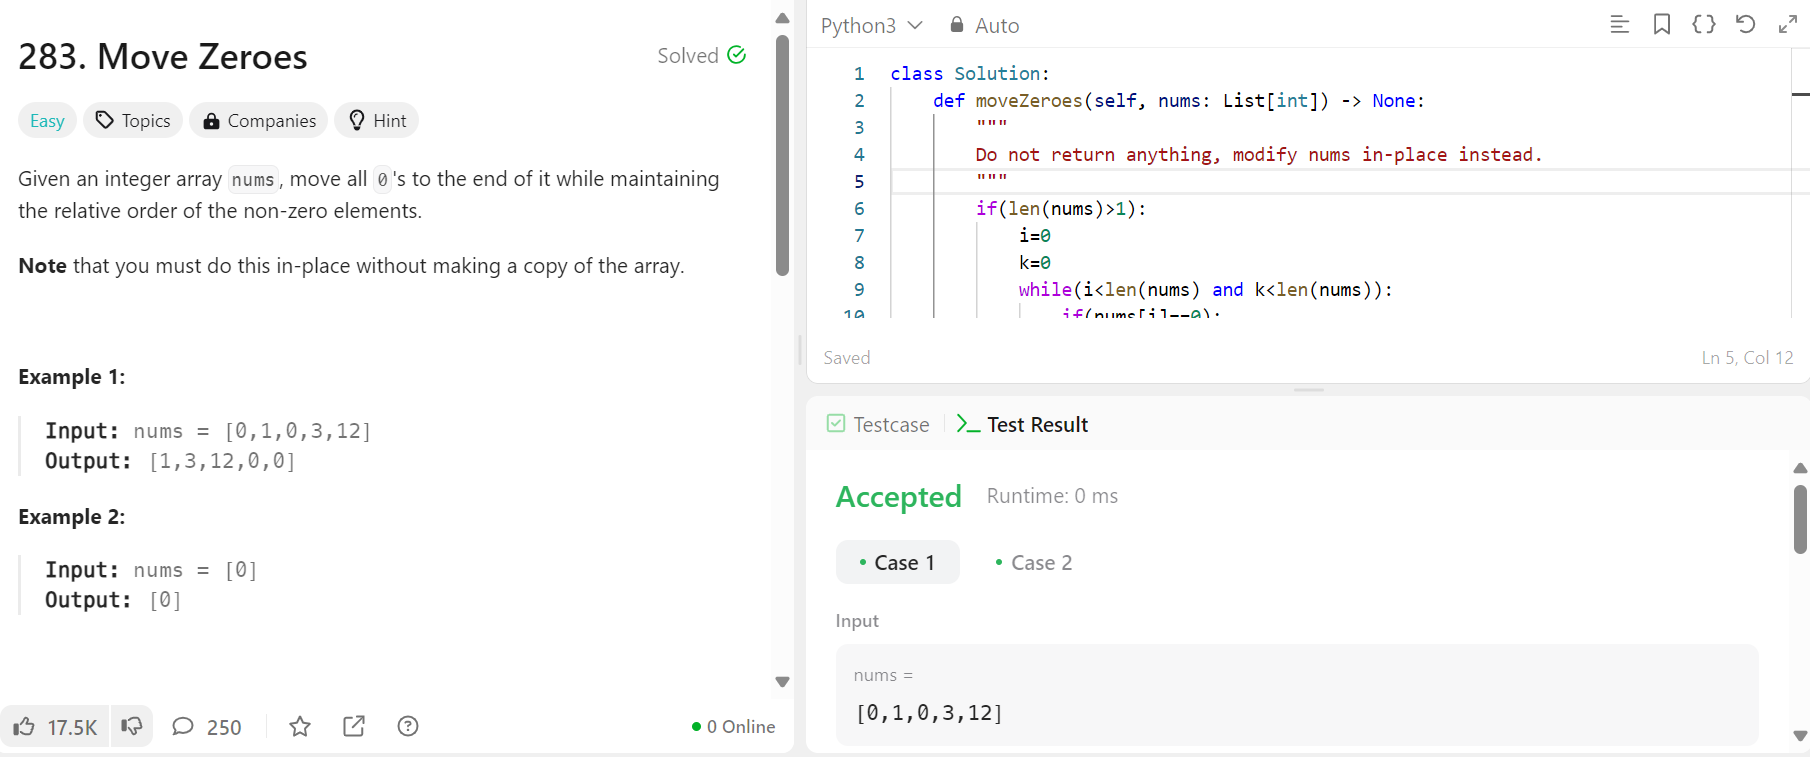 283. Move Zeroes
Solved
Easy
Topics
Companies
Hint
Given an integer array nums, move all 0's to the end of it while maintaining
the relative order of the non-zero elements.
Note that you must do this in-place without making a copy of the array.
Example 1:
Input: nums = [0,1,0,3,12]
Output: [1,3,12,0,0]
Example 2:
Input: nums = [0]
Output: [0]
17.5K
250
0 Online
Python3
Auto
1 class Solution:
2 def moveZeroes(self, nums: List[int]) -> None:
3 """
4 Do not return anything, modify nums in-place instead.
5 """
6 if(len(nums)>1):
7 i=0
8 k=0
9 while(i<len(nums) and k<len(nums)):
10 if(nums[i]==0):
Saved
Ln 5, Col 12
Testcase
Test Result
Accepted
Runtime: 0 ms
Case 1
Case 2
Input
nums =
[0,1,0,3,12]